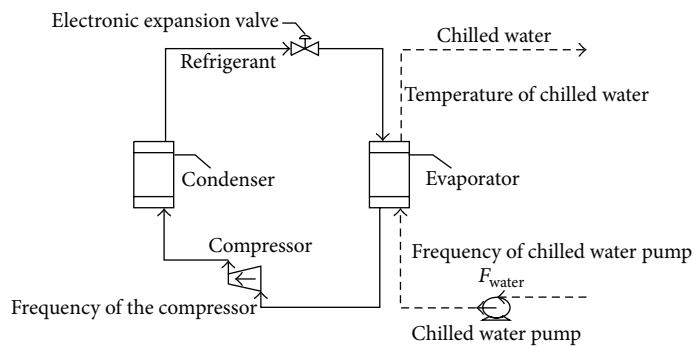 Electronic expansion valve
Chilled water
Refrigerant
Temperature of chilled water
Condenser
Evaporator
Compressor
Frequency of chilled water pump
F water
Frequency of the compressor
Chilled water pump